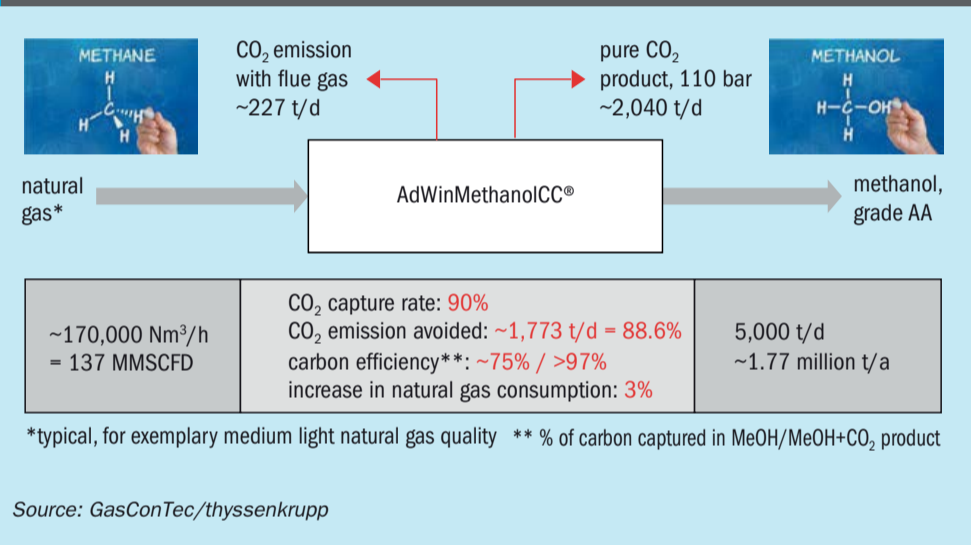 METHANE
H
C
H
H
H
CO₂ emission
with flue gas
~227 t/d
pure CO₂
product, 110 bar
~2,040 t/d
METHANOL
H
H-C-OH
H
natural
gas*
AdWinMethanolCC®
methanol,
grade AA
~170,000 Nm³/h
= 137 MMSCFD
CO₂ capture rate: 90%
CO₂ emission avoided: ~1,773 t/d = 88.6%
carbon efficiency**: ~75% / >97%
increase in natural gas consumption: 3%
5,000 t/d
~1.77 million t/a
*typical, for exemplary medium light natural gas quality ** % of carbon captured in MeOH/MeOH+CO₂ product
Source: GasConTec/thyssenkrupp